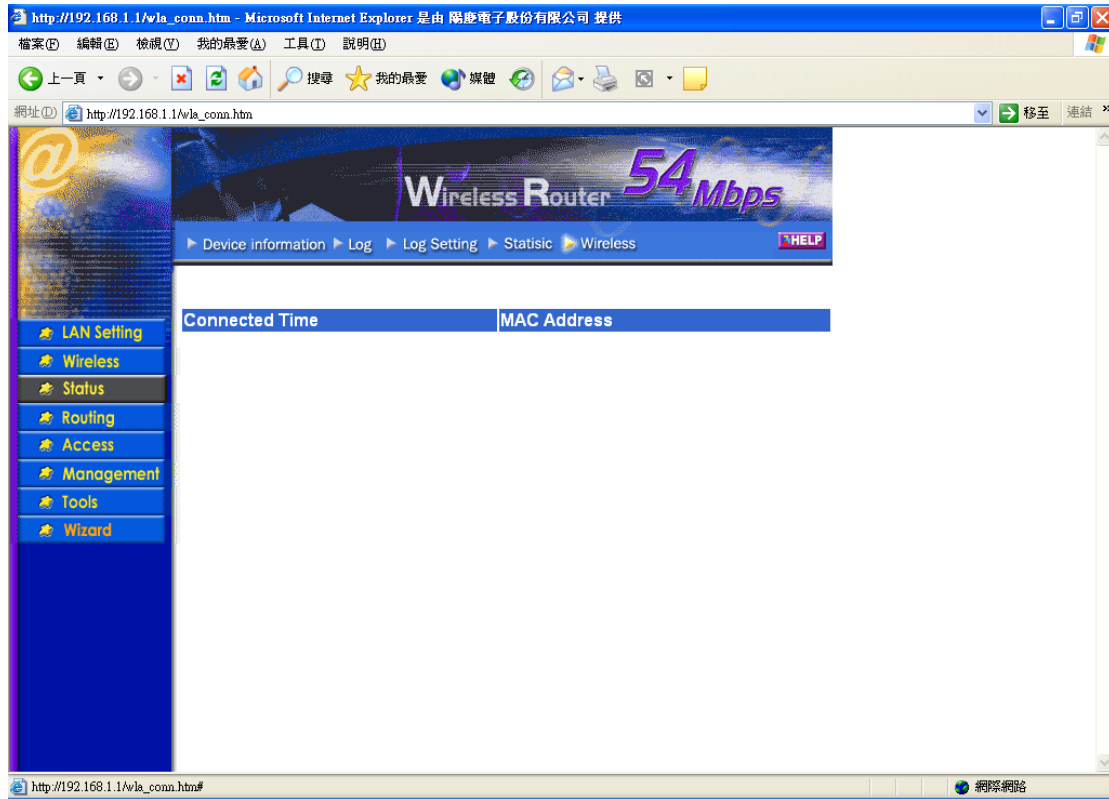 http://192.168.1.1/wla_conn.htm - Microsoft Internet Explorer 是由 陽慶電子股份有限公司 提供
檔案(F) 編輯(E) 檢視(V) 我的最愛(A) 工具(T) 說明(H)
上一頁 搜尋 我的最愛 媒體
網址(D) http://192.168.1.1/wla_conn.htm 移至 連結 »
@
Wireless Router 54 Mbps
Device information Log Log Setting Statisic Wireless HELP
Connected Time MAC Address
LAN Setting
Wireless
Status
Routing
Access
Management
Tools
Wizard
http://192.168.1.1/wla_conn.htm# 網際網路